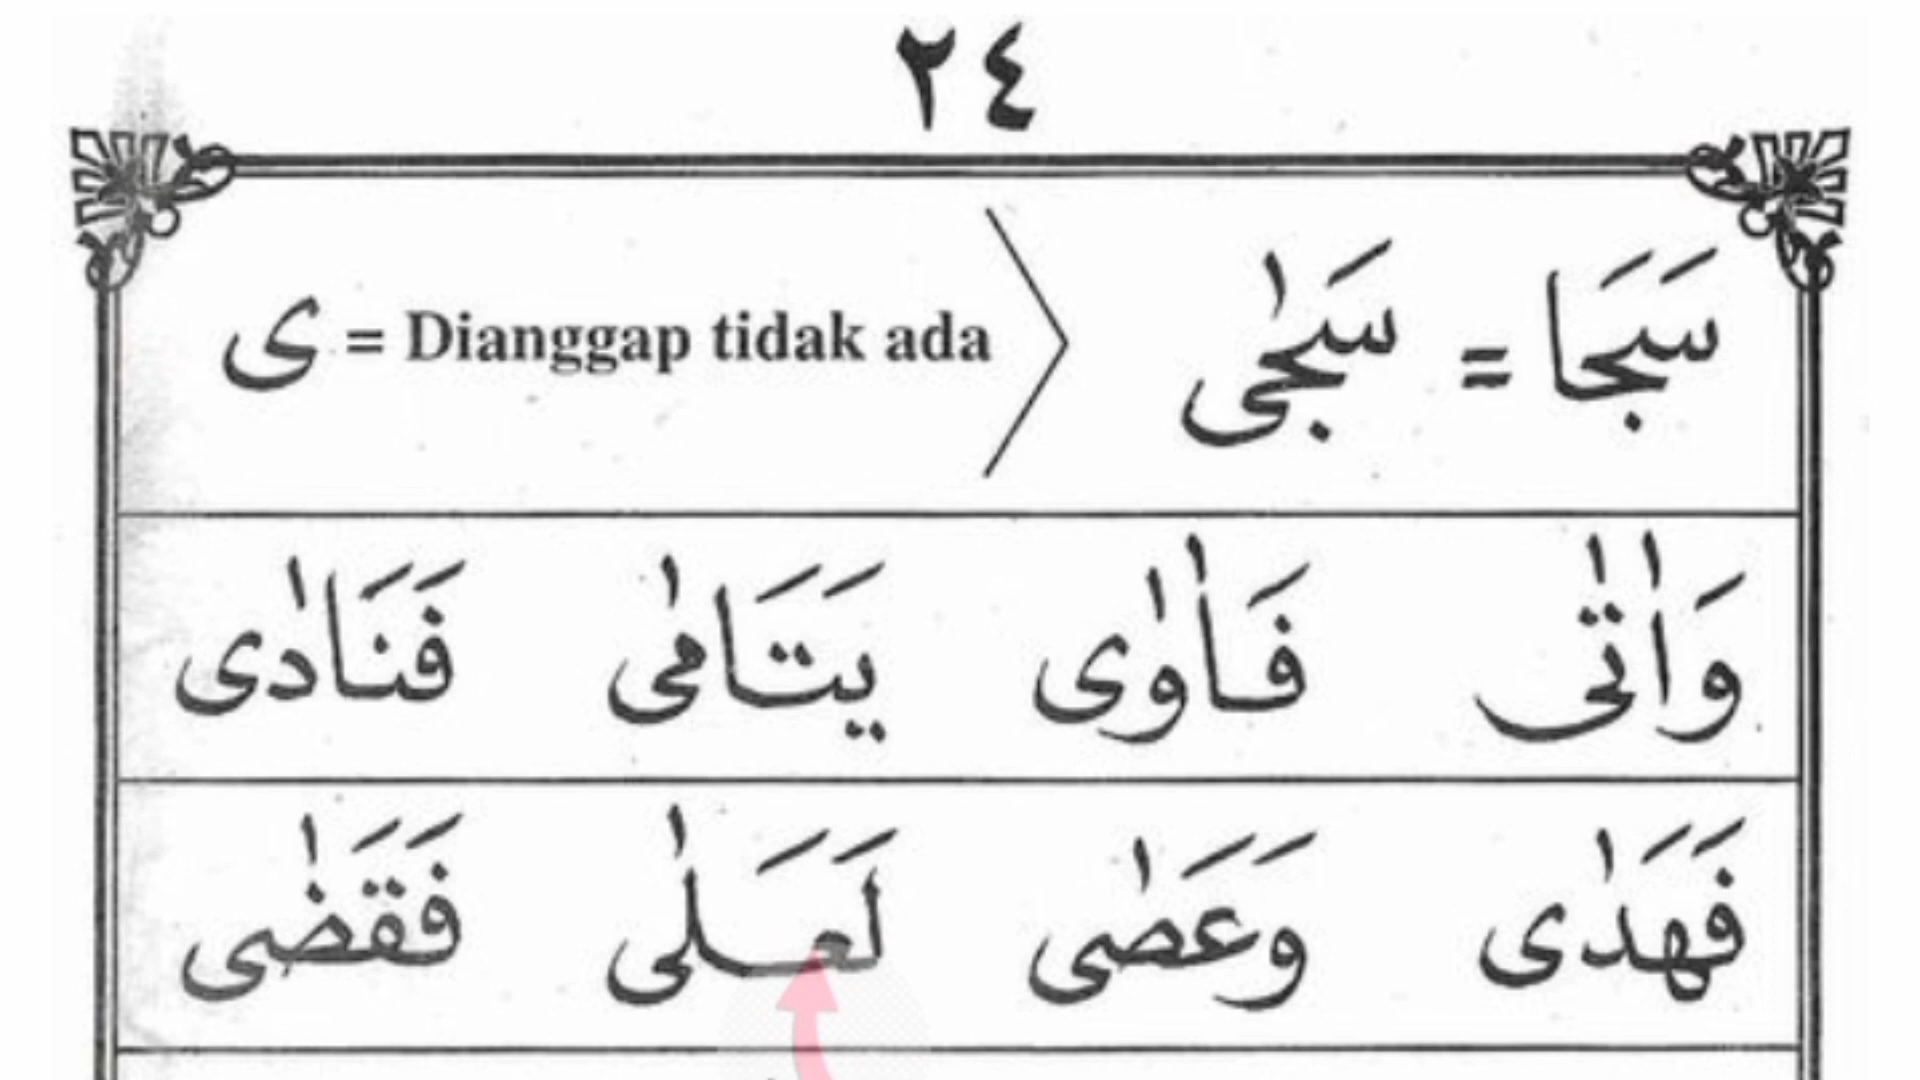 ٢٤
سَجَا = سَجٰى > ى = Dianggap tidak ada
وَاٰتٰى فَاٰوٰى يَتَامٰى فَنَادٰى
فَهَدٰى وَعَصٰى لَعَلٰى فَقَضٰى